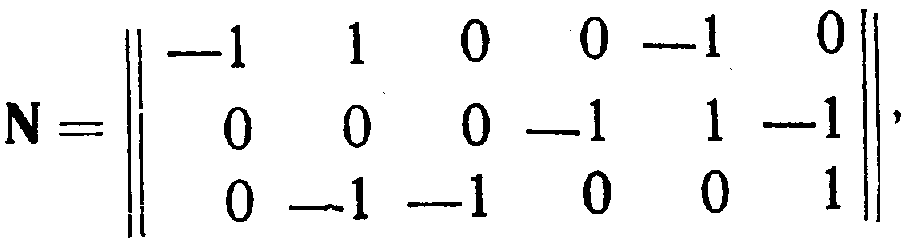 —1 1 0 0 —1 0
N = ‖ 0 0 0 —1 1 —1 ‖,
0 —1 —1 0 0 1